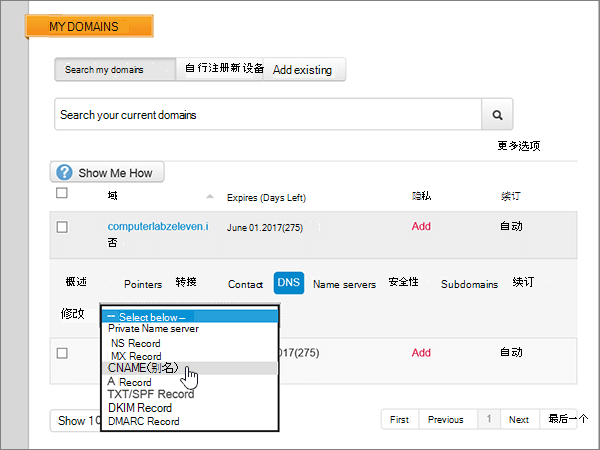 MY DOMAINS
Search my domains 自行注册新设备 Add existing
Search your current domains
更多选项
? Show Me How
域 Expires (Days Left) 隐私 续订
computerlabzeleven.i June 01.2017(275) Add 自动
否
概述 Pointers 转接 Contact DNS Name servers 安全性 Subdomains 续订
修改
-- Select below --
Private Name server
NS Record
MX Record
2017(275) Add 自动
CNAME(别名)
A Record
TXT/SPF Record
DKIM Record
DMARC Record
Show 10 First Previous 1 Next 最后一个